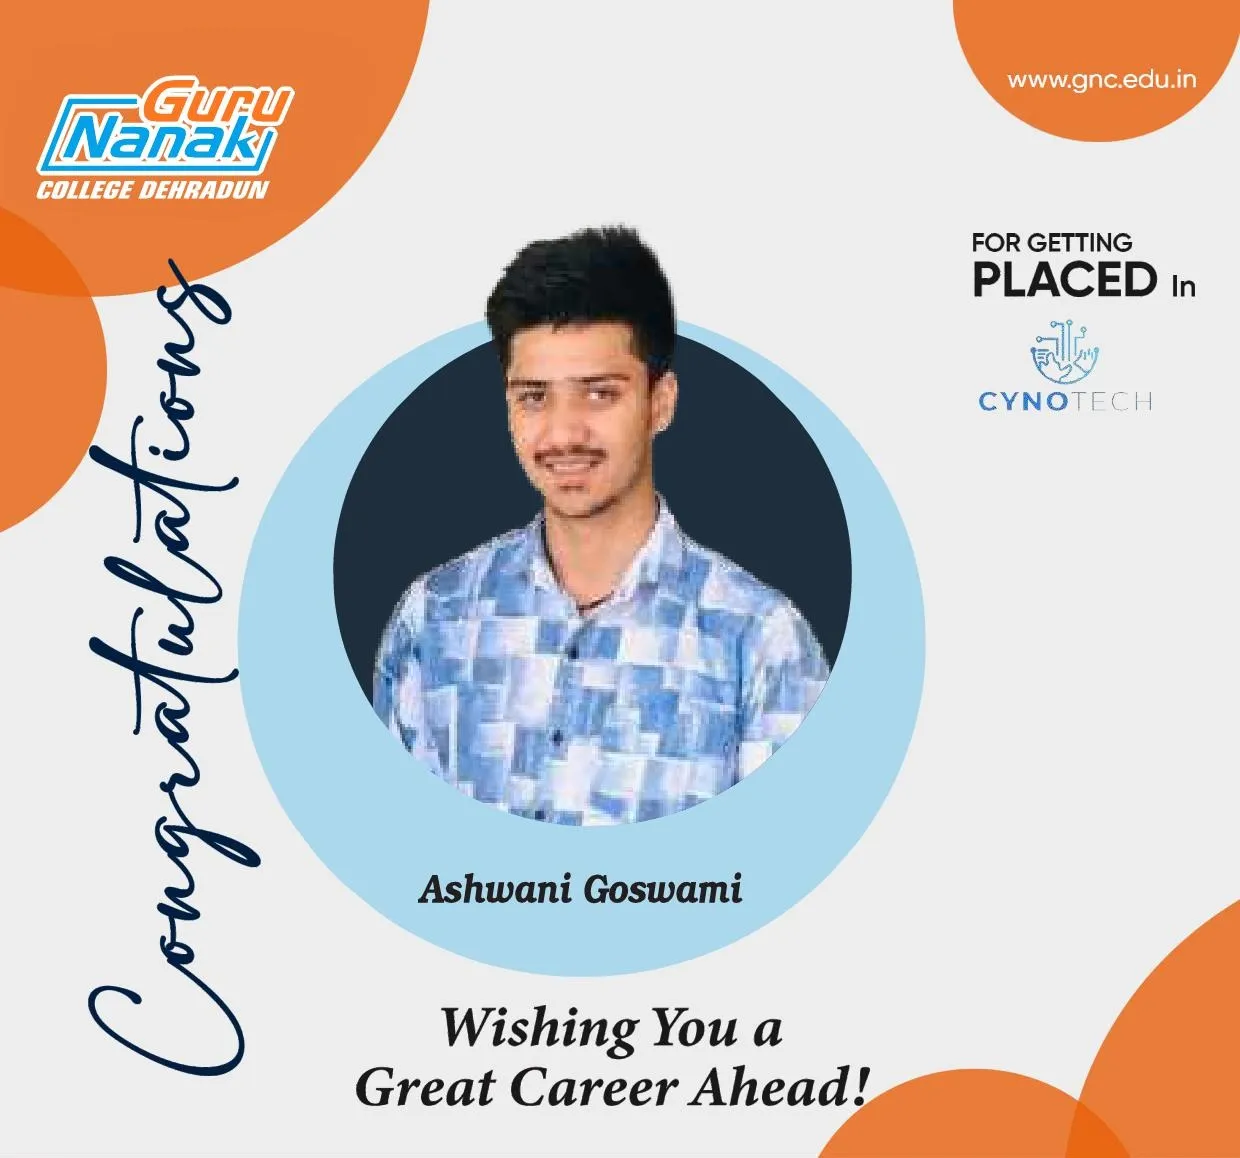 Guru
Nanak
COLLEGE DEHRADUN
www.gnc.edu.in
Congratulations
FOR GETTING
PLACED In
CYNOTECH
Ashwani Goswami
Wishing You a
Great Career Ahead!